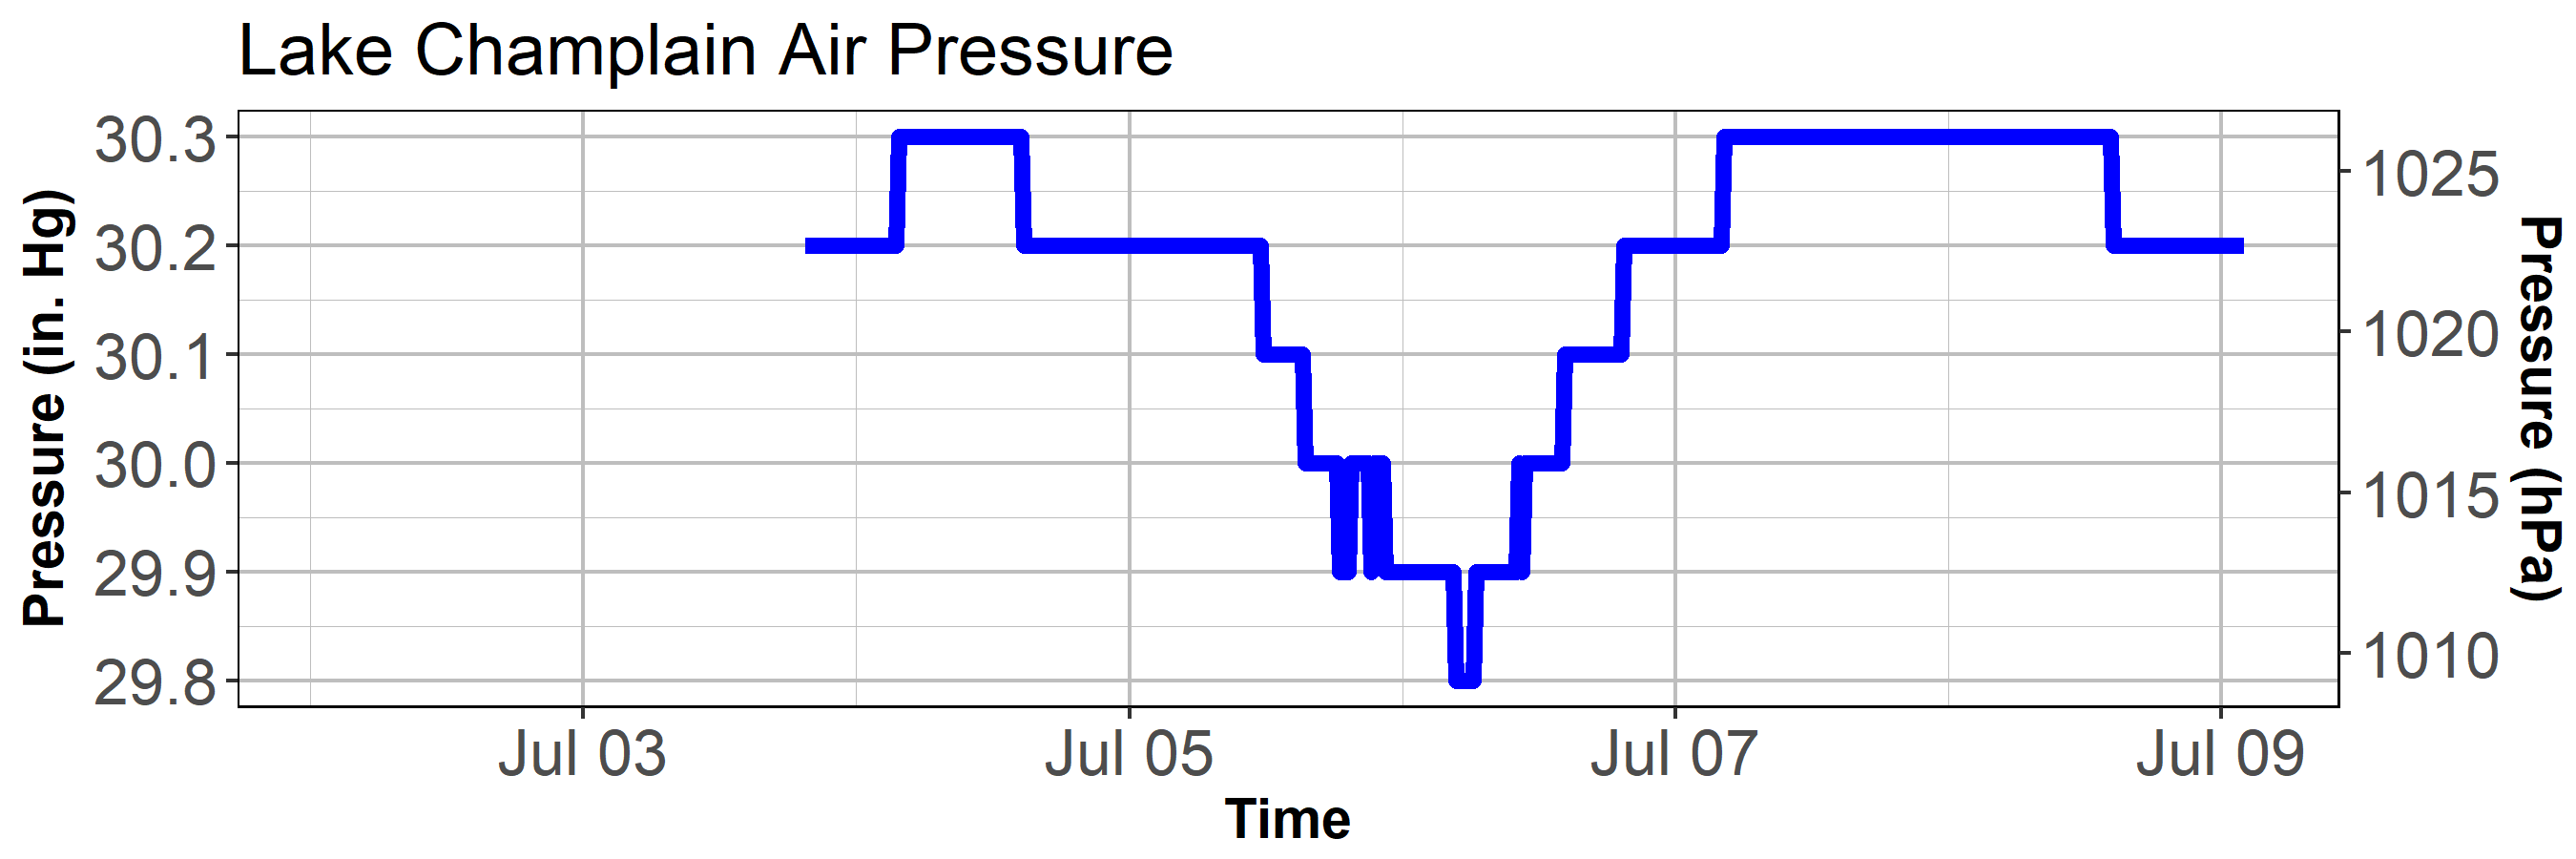 Lake Champlain Air Pressure
Pressure (in. Hg)
30.3
30.2
30.1
30.0
29.9
29.8
1025
1020
1015
1010
Pressure (hPa)
Jul 03 Jul 05 Jul 07 Jul 09
Time